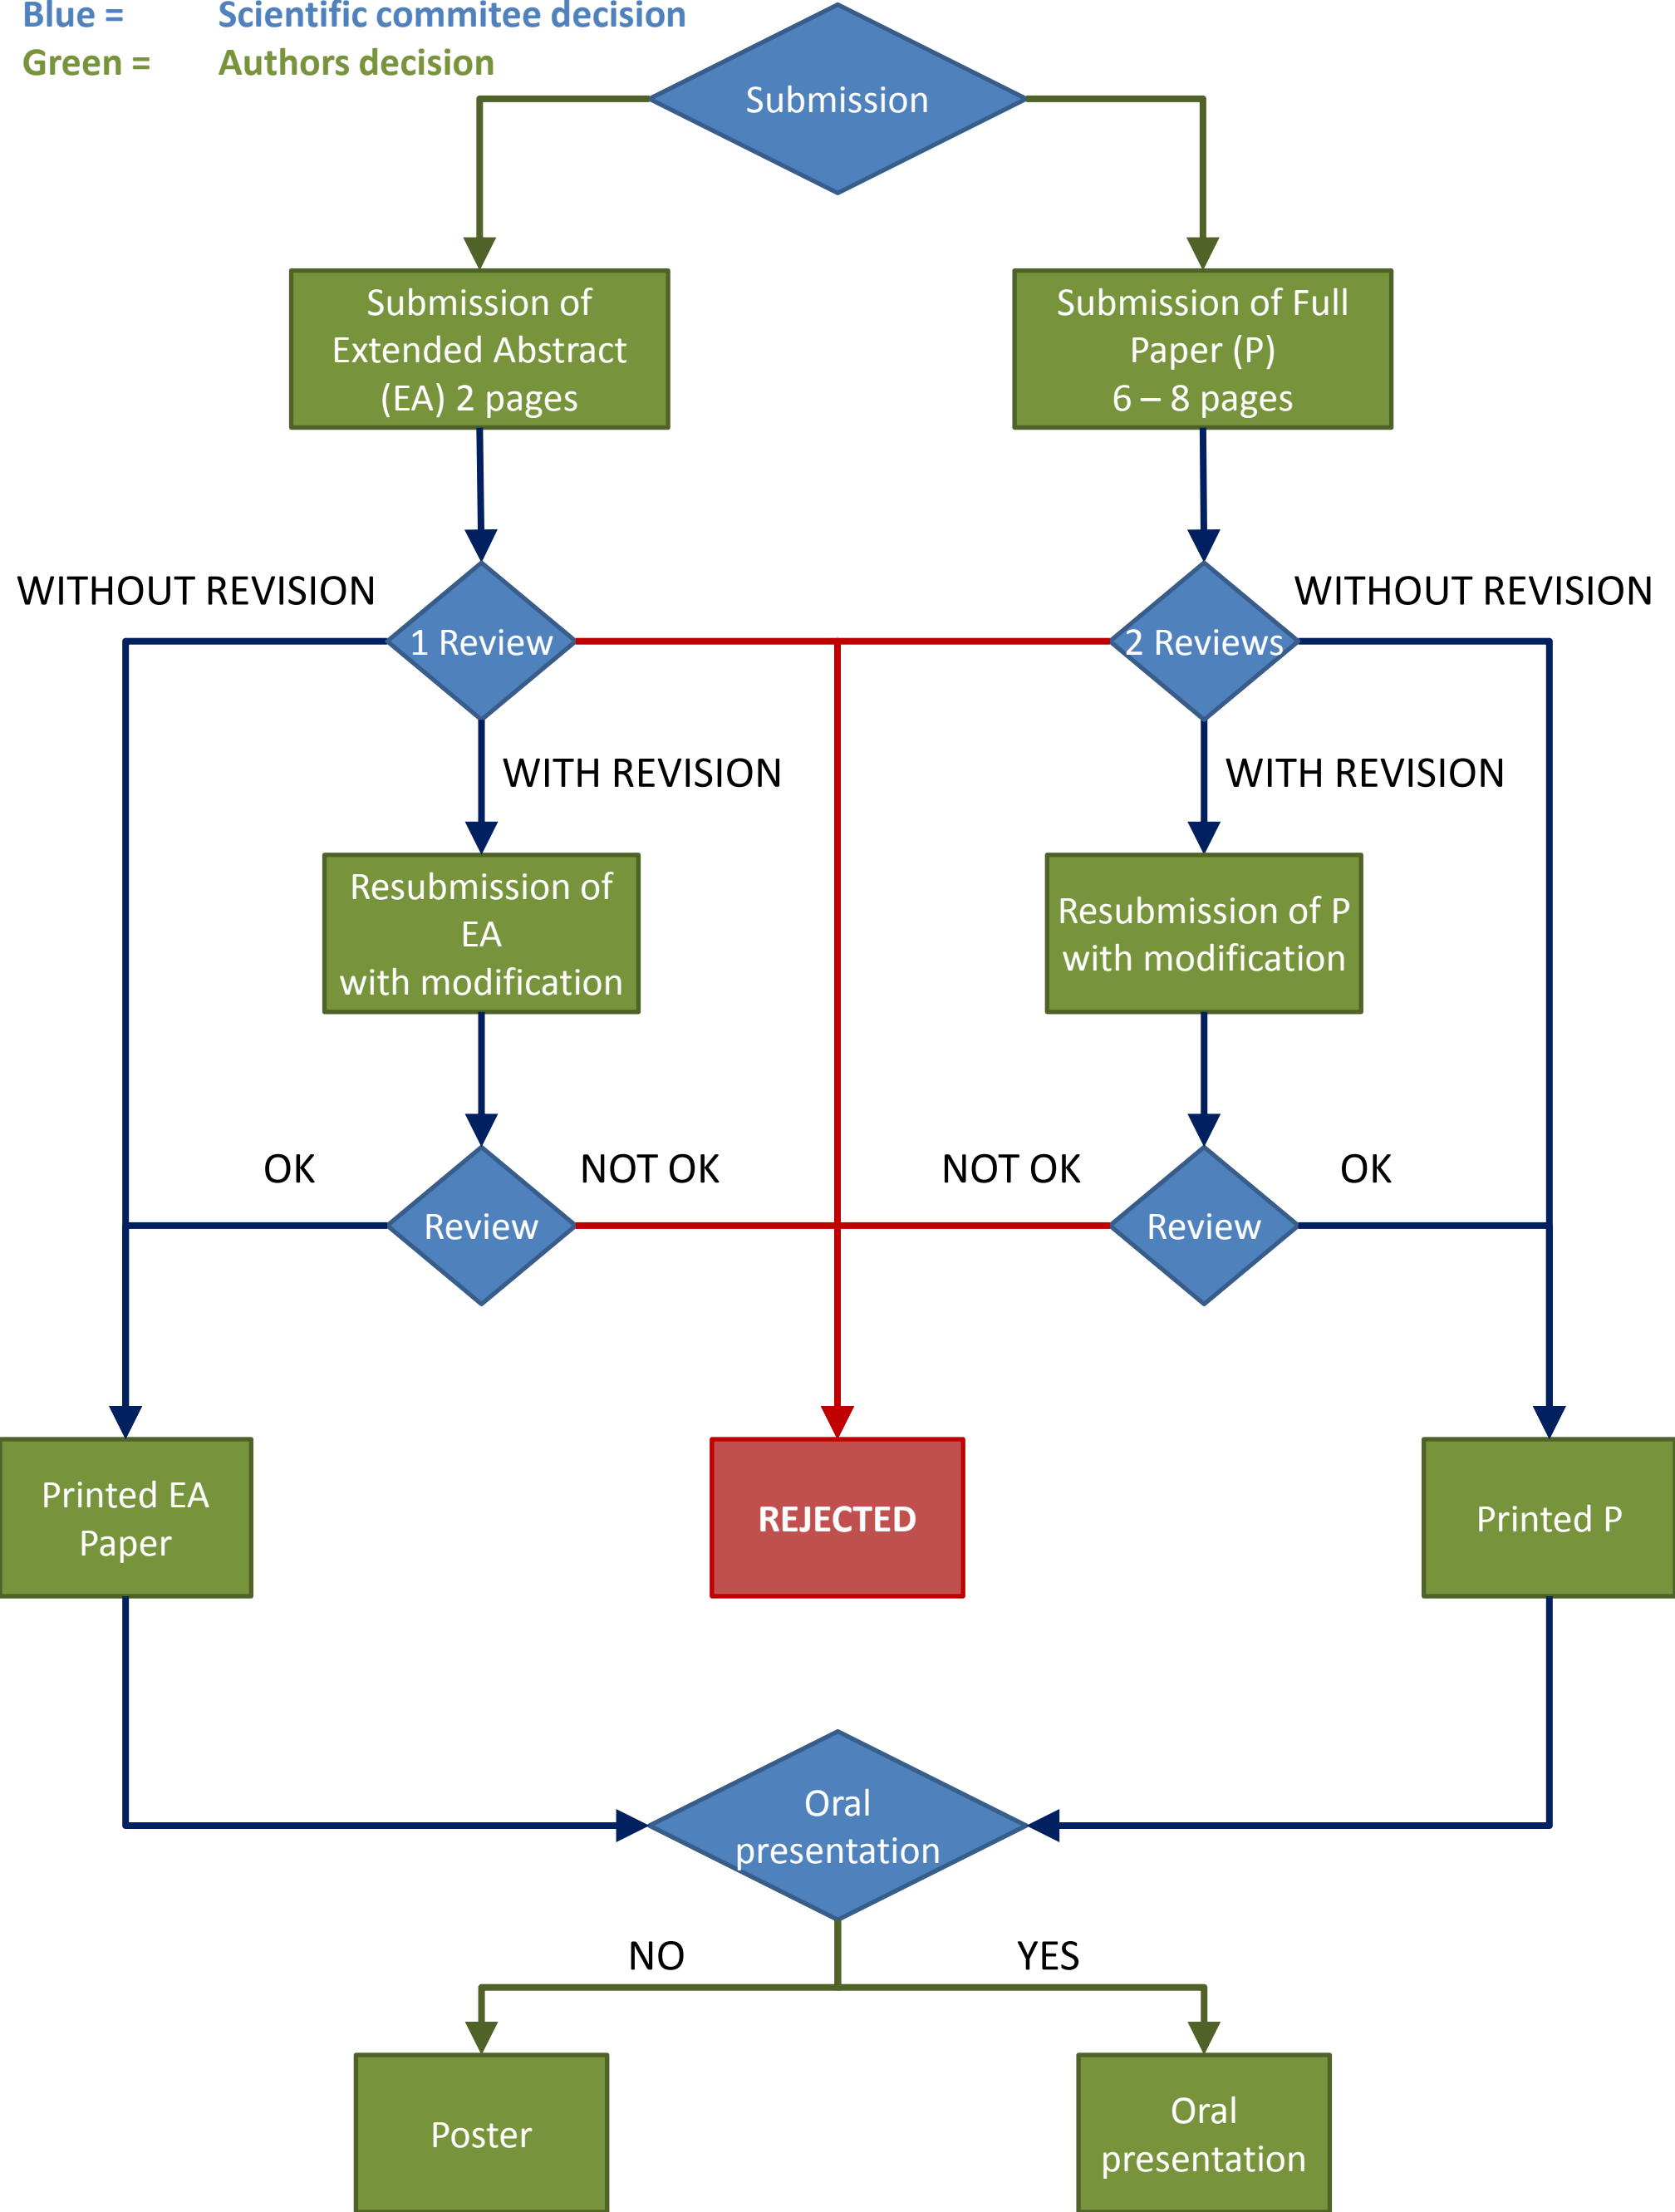 Blue = Scientific commitee decision
Green = Authors decision
Submission
Submission of
Extended Abstract
(EA) 2 pages
Submission of Full
Paper (P)
6 – 8 pages
WITHOUT REVISION
WITHOUT REVISION
1 Review
2 Reviews
WITH REVISION
WITH REVISION
Resubmission of
EA
with modification
Resubmission of P
with modification
OK
NOT OK
NOT OK
OK
Review
Review
Printed EA
Paper
REJECTED
Printed P
Oral
presentation
NO
YES
Poster
Oral
presentation